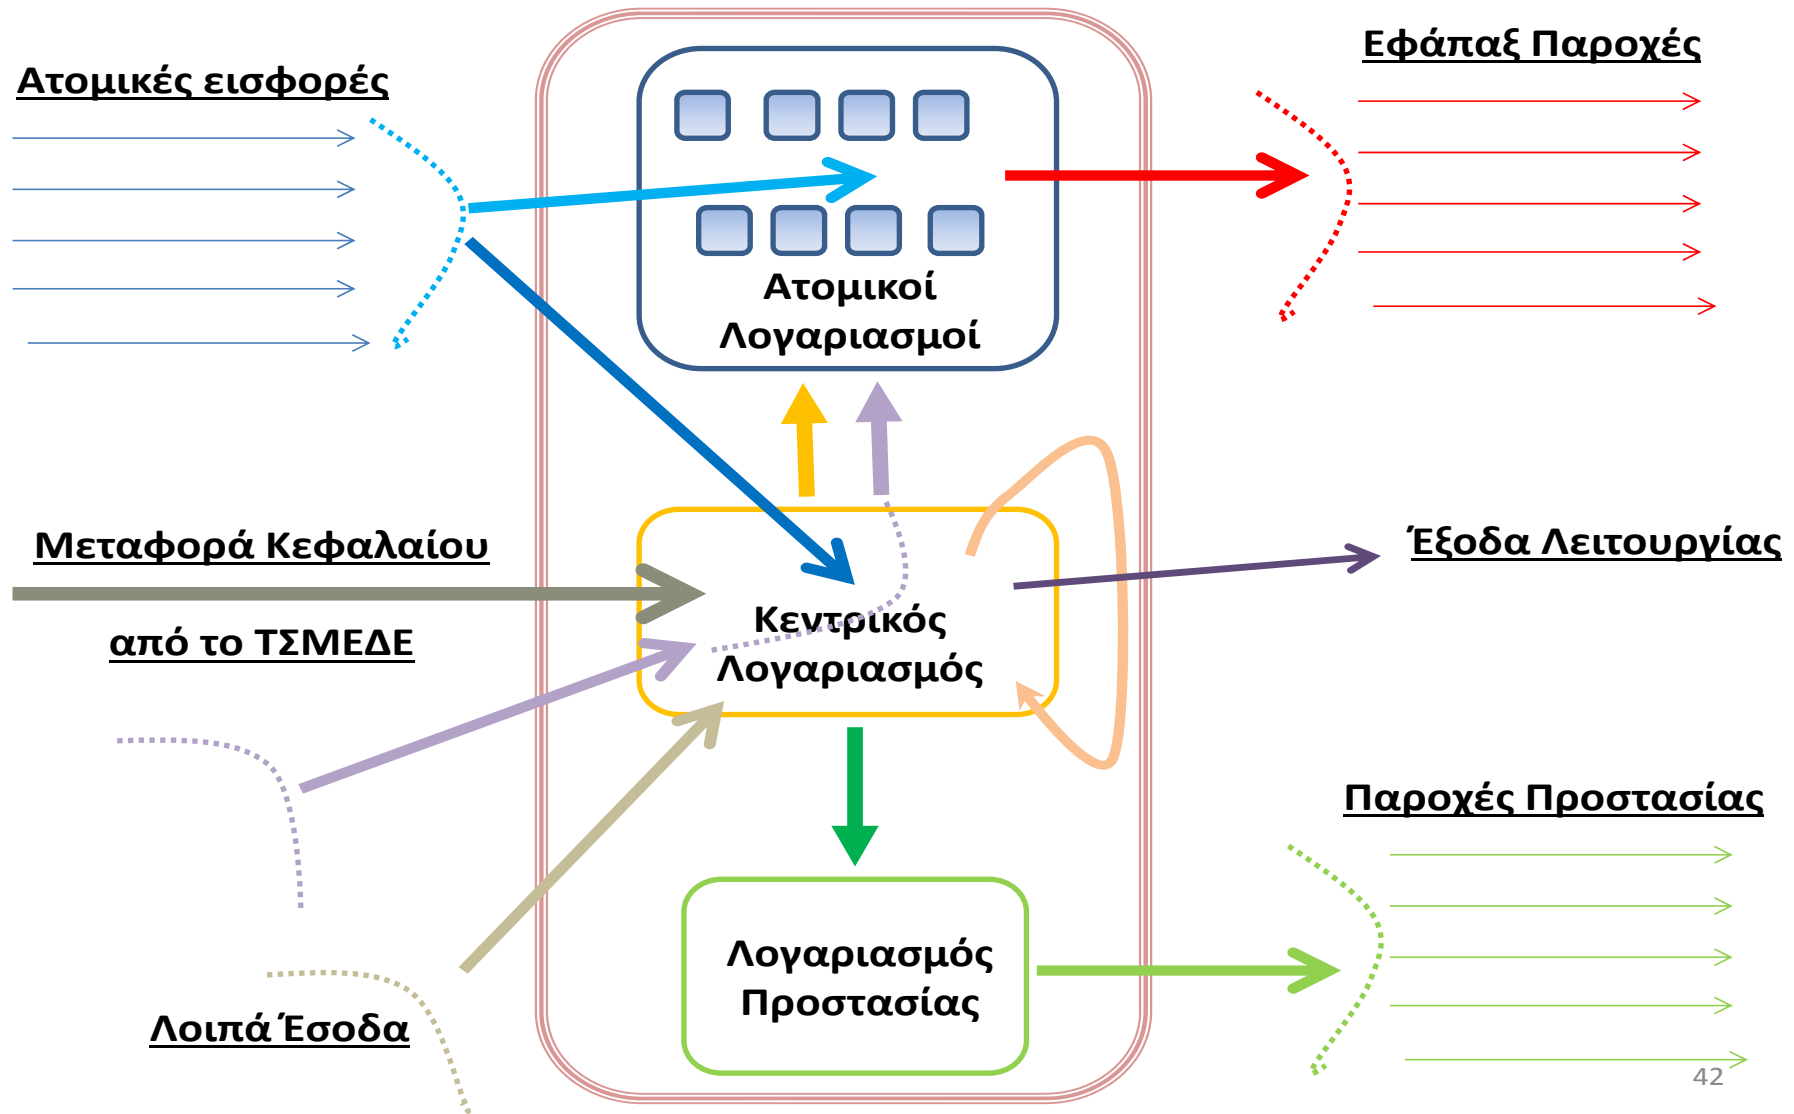 Ατομικές εισφορές
Εφάπαξ Παροχές
Ατομικοί
Λογαριασμοί
Μεταφορά Κεφαλαίου
από το ΤΣΜΕΔΕ
Έξοδα Λειτουργίας
Κεντρικός
Λογαριασμός
Παροχές Προστασίας
Λογαριασμός
Προστασίας
Λοιπά Έσοδα
42